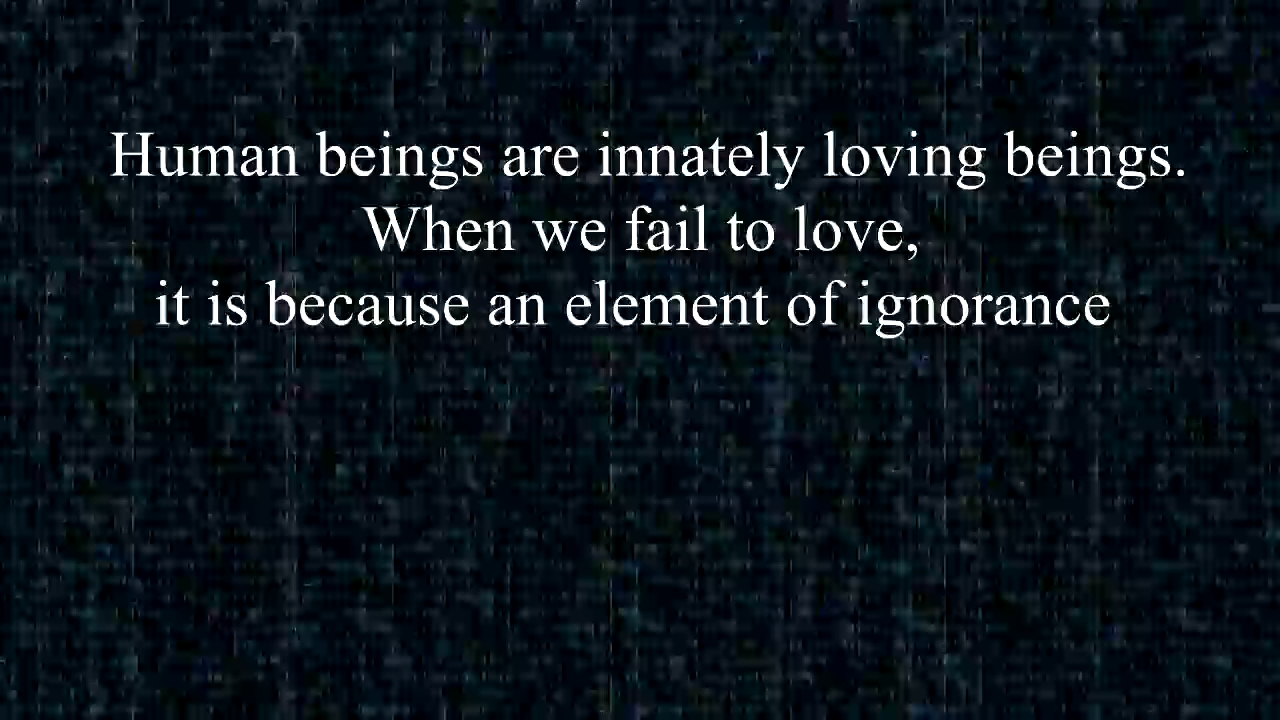 Human beings are innately loving beings.
When we fail to love,
it is because an element of ignorance